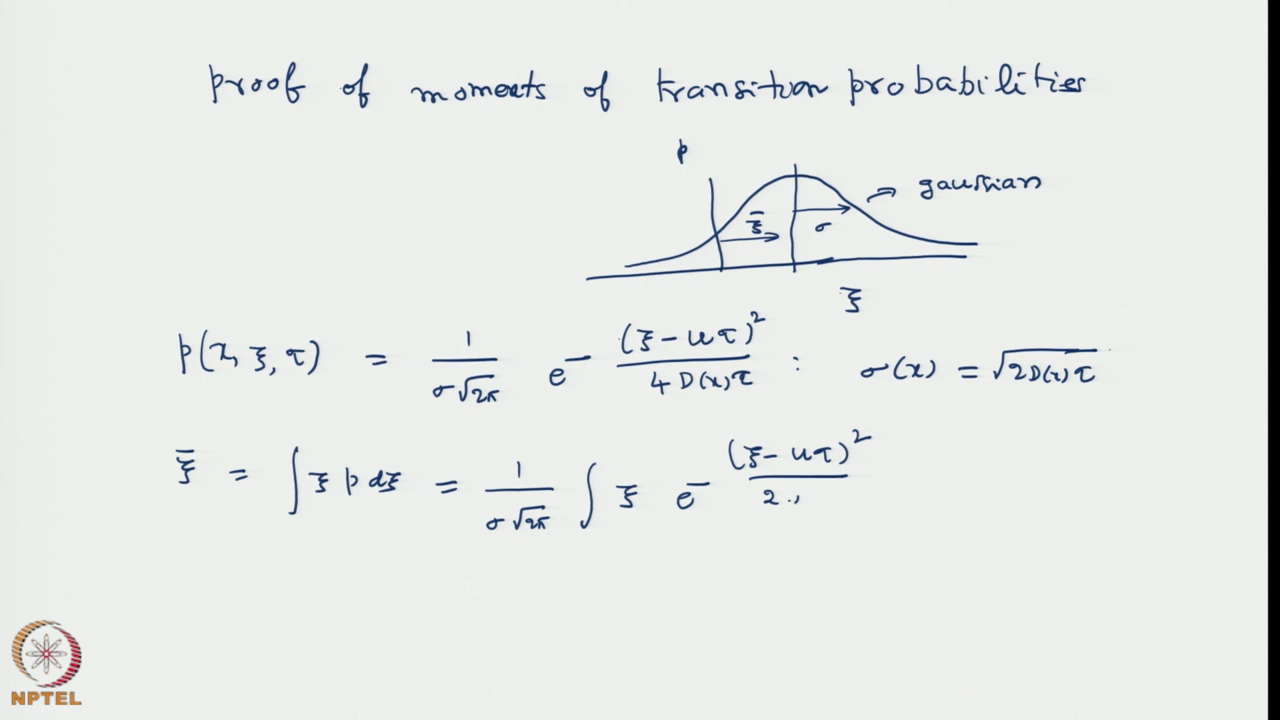 proof of moments of transition probabilities
p
gaussian
ξ̄
σ
ξ
p(x, ξ, τ) = 1/(σ√2π) e^-(ξ-uτ)²/(4D(x)τ) : σ(x) = √2D(x)τ
ξ̄ = ∫ ξ p dξ = 1/(σ√2π) ∫ ξ e^-(ξ-uτ)²/2
NPTEL